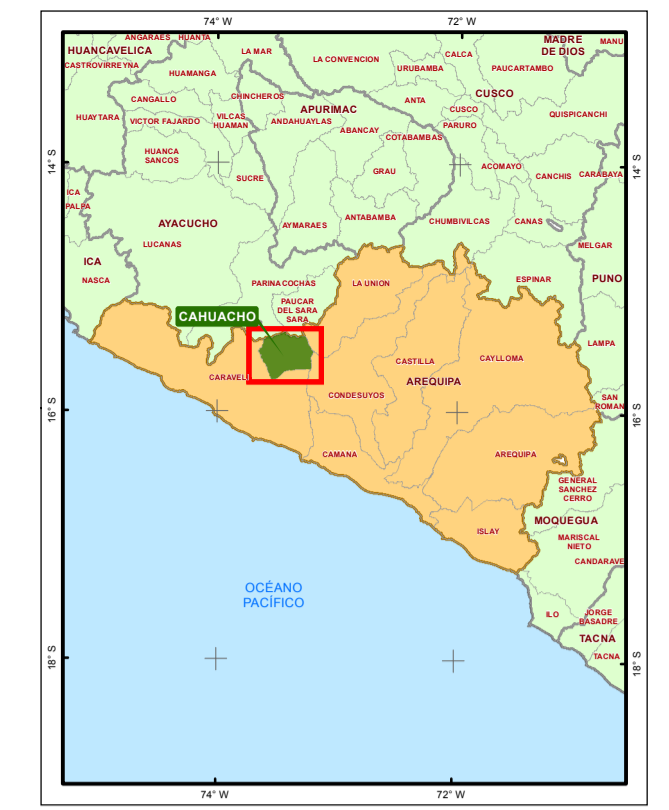 74° W
72° W
ANGARAES
HUANTA
HUANCAVELICA
LA MAR
LA CONVENCION
CALCA
MADRE
DE DIOS
MANU
CASTROVIRREYNA
HUAMANGA
URUBAMBA
PAUCARTAMBO
CANGALLO
CHINCHEROS
APURIMAC
ANTA
CUSCO
CUSCO
HUAYTARA
VICTOR FAJARDO
VILCAS
HUAMAN
ANDAHUAYLAS
ABANCAY
COTABAMBAS
PARURO
QUISPICANCHI
HUANCA
SANCOS
14° S
14° S
SUCRE
GRAU
ACOMAYO
CANCHIS
CARABAYA
ICA
PALPA
AYACUCHO
AYMARAES
ANTABAMBA
CHUMBIVILCAS
CANAS
LUCANAS
MELGAR
ICA
NASCA
PARINACOCHAS
LA UNION
ESPINAR
PUNO
PAUCAR
DEL SARA
SARA
CAHUACHO
LAMPA
CARAVELI
CASTILLA
CAYLLOMA
AREQUIPA
CONDESUYOS
SAN
ROMAN
16° S
16° S
CAMANA
AREQUIPA
GENERAL
SANCHEZ
CERRO
ISLAY
MOQUEGUA
MARISCAL
NIETO
CANDARAVE
OCÉANO
PACÍFICO
ILO
JORGE
BASADRE
TACNA
TACNA
18° S
18° S
74° W
72° W